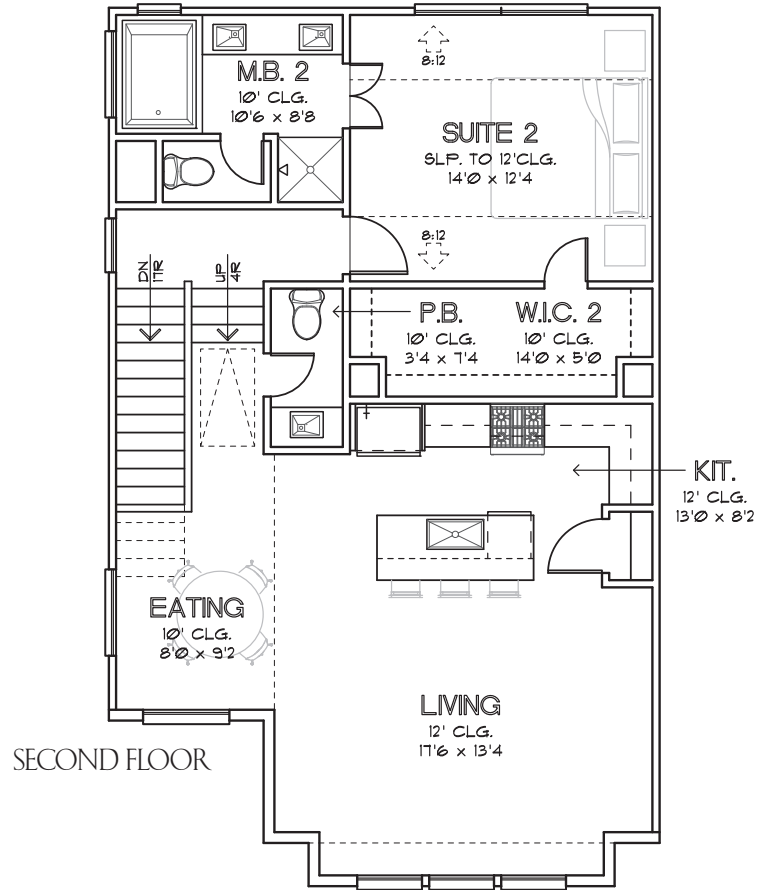 M.B. 2
10' CLG.
10'6 x 8'8
8:12
SUITE 2
SLP. TO 12'CLG.
14'0 x 12'4
8:12
DN
17R
UP
4R
P.B.
10' CLG.
3'4 x 7'4
W.I.C. 2
10' CLG.
14'0 x 5'0
KIT.
12' CLG.
13'0 x 8'2
EATING
10' CLG.
8'0 x 9'2
LIVING
12' CLG.
17'6 x 13'4
SECOND FLOOR